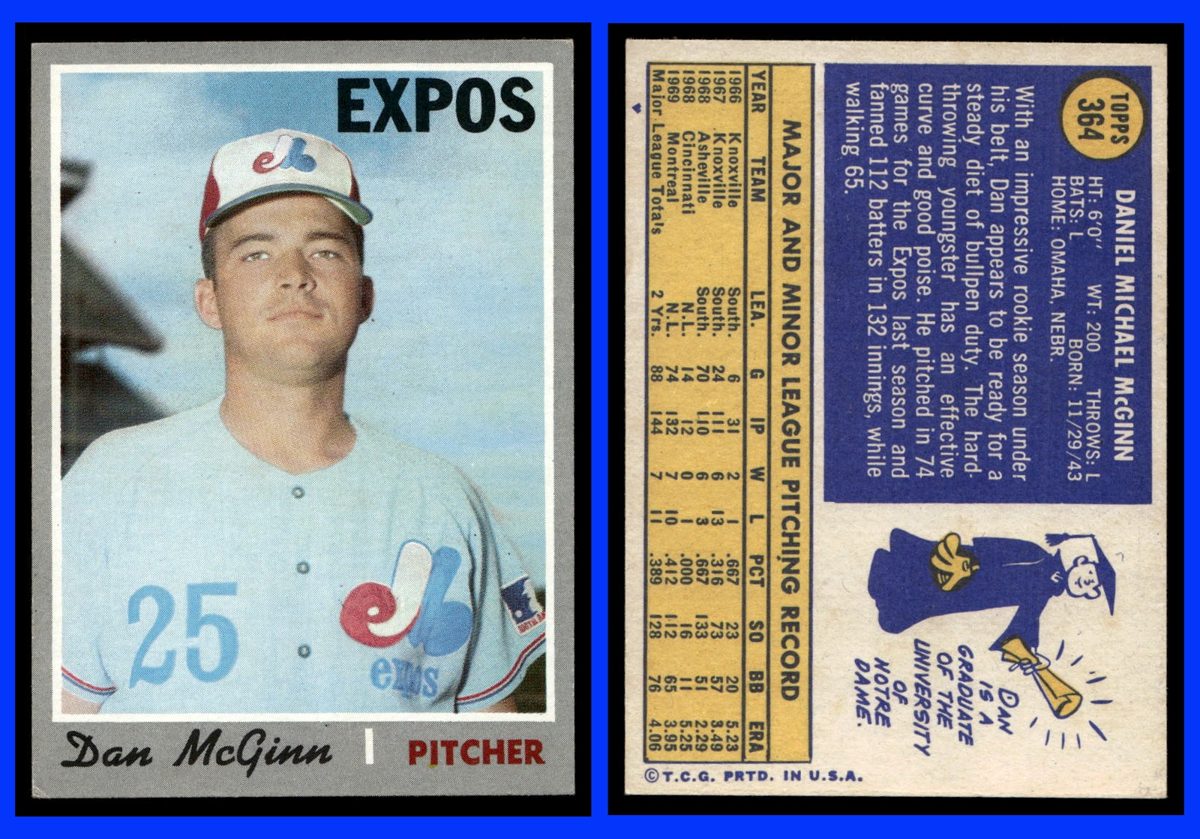 EXPOS
25
expos
Dan McGinn | PITCHER
TOPPS
364
DANIEL MICHAEL McGINN
HT: 6'0" WT: 200 THROWS: L
BATS: L BORN: 11/29/43
HOME: OMAHA, NEBR.
With an impressive rookie season under
his belt, Dan appears to be ready for a
steady diet of bullpen duty. The hard-
throwing youngster has an effective
curve and good poise. He pitched in 74
games for the Expos last season and
fanned 112 batters in 132 innings, while
walking 65.
DAN
IS A
GRADUATE
OF THE
UNIVERSITY
OF
NOTRE
DAME.
MAJOR AND MINOR LEAGUE PITCHING RECORD
YEAR TEAM LEA. G IP W L PCT SO BB ERA
1966 Knoxville South. 6 31 2 1 .667 23 20 5.23
1967 Knoxville South. 24 111 6 13 .316 73 57 3.49
1968 Asheville South. 70 110 6 3 .667 133 51 2.29
1968 Cincinnati N.L. 14 12 0 1 .000 16 11 5.25
1969 Montreal N.L. 74 132 7 10 .412 112 65 3.95
Major League Totals 2 Yrs. 88 144 7 11 .389 128 76 4.06
©T.C.G. PRTD. IN U.S.A.